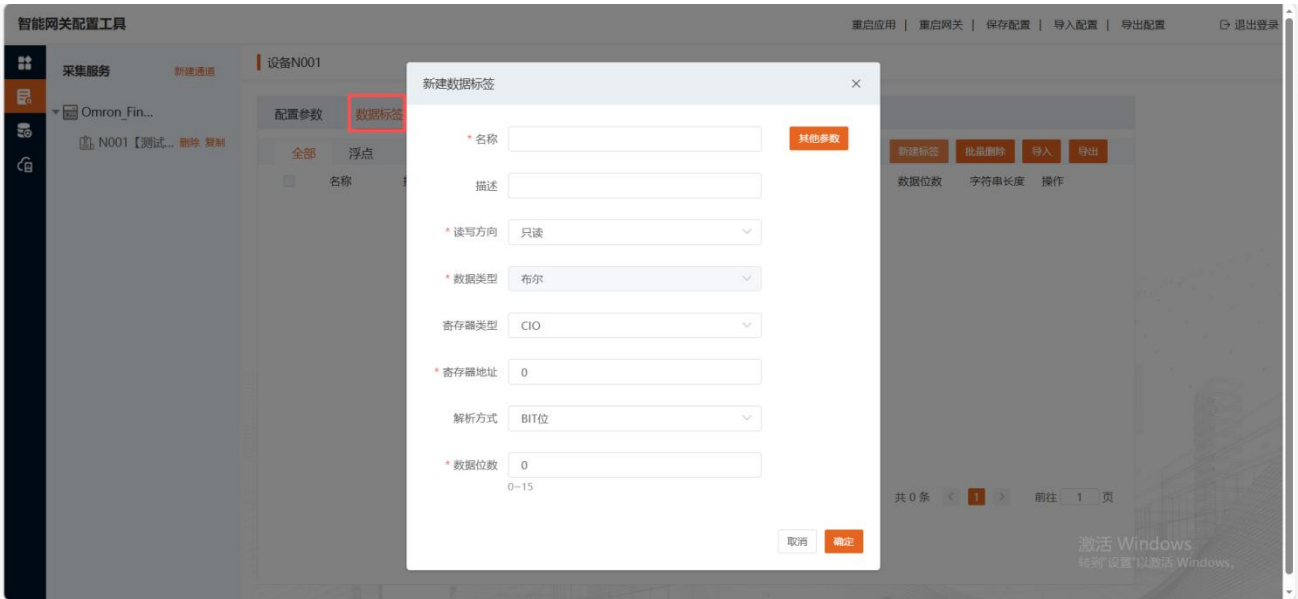 智能网关配置工具
重启应用 | 重启网关 | 保存配置 | 导入配置 | 导出配置 退出登录
采集服务 新建通道
设备N001
Omron_Fin...
N001【测试... 删除 复制
配置参数 数据标签
全部 浮点
新建标签 批量删除 导入 导出
名称
数据位数 字符串长度 操作
新建数据标签
* 名称
其他参数
描述
* 读写方向 只读
* 数据类型 布尔
寄存器类型 CIO
* 寄存器地址 0
解析方式 BIT位
* 数据位数 0
0~15
共 0 条 < 1 > 前往 1 页
取消 确定
激活 Windows
转到"设置"以激活 Windows。